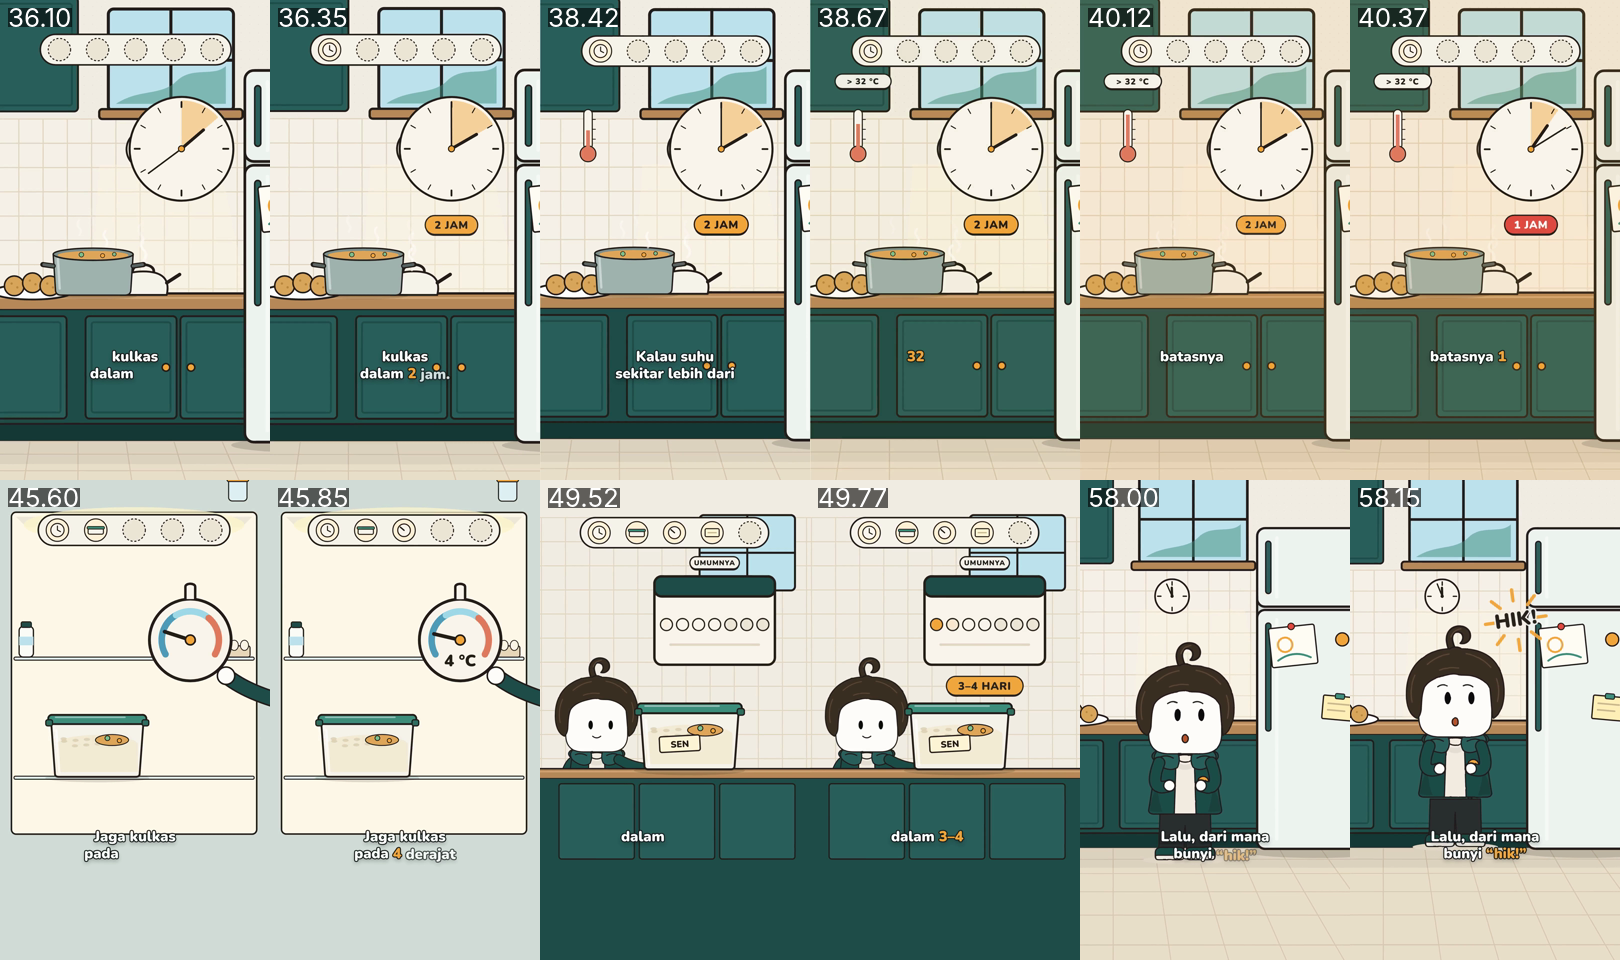 36.10
kulkas
dalam
36.35
2 JAM
kulkas
dalam 2 jam.
38.42
2 JAM
Kalau suhu
sekitar lebih dari
38.67
> 32 °C
2 JAM
32
40.12
> 32 °C
2 JAM
batasnya
40.37
> 32 °C
1 JAM
batasnya 1
45.60
Jaga kulkas
pada
45.85
4 °C
Jaga kulkas
pada 4 derajat
49.52
UMUMNYA
SEN
dalam
49.77
UMUMNYA
3–4 HARI
SEN
dalam 3–4
58.00
Lalu, dari mana
bunyi "hik!"
58.15
HIK!
Lalu, dari mana
bunyi "hik!"